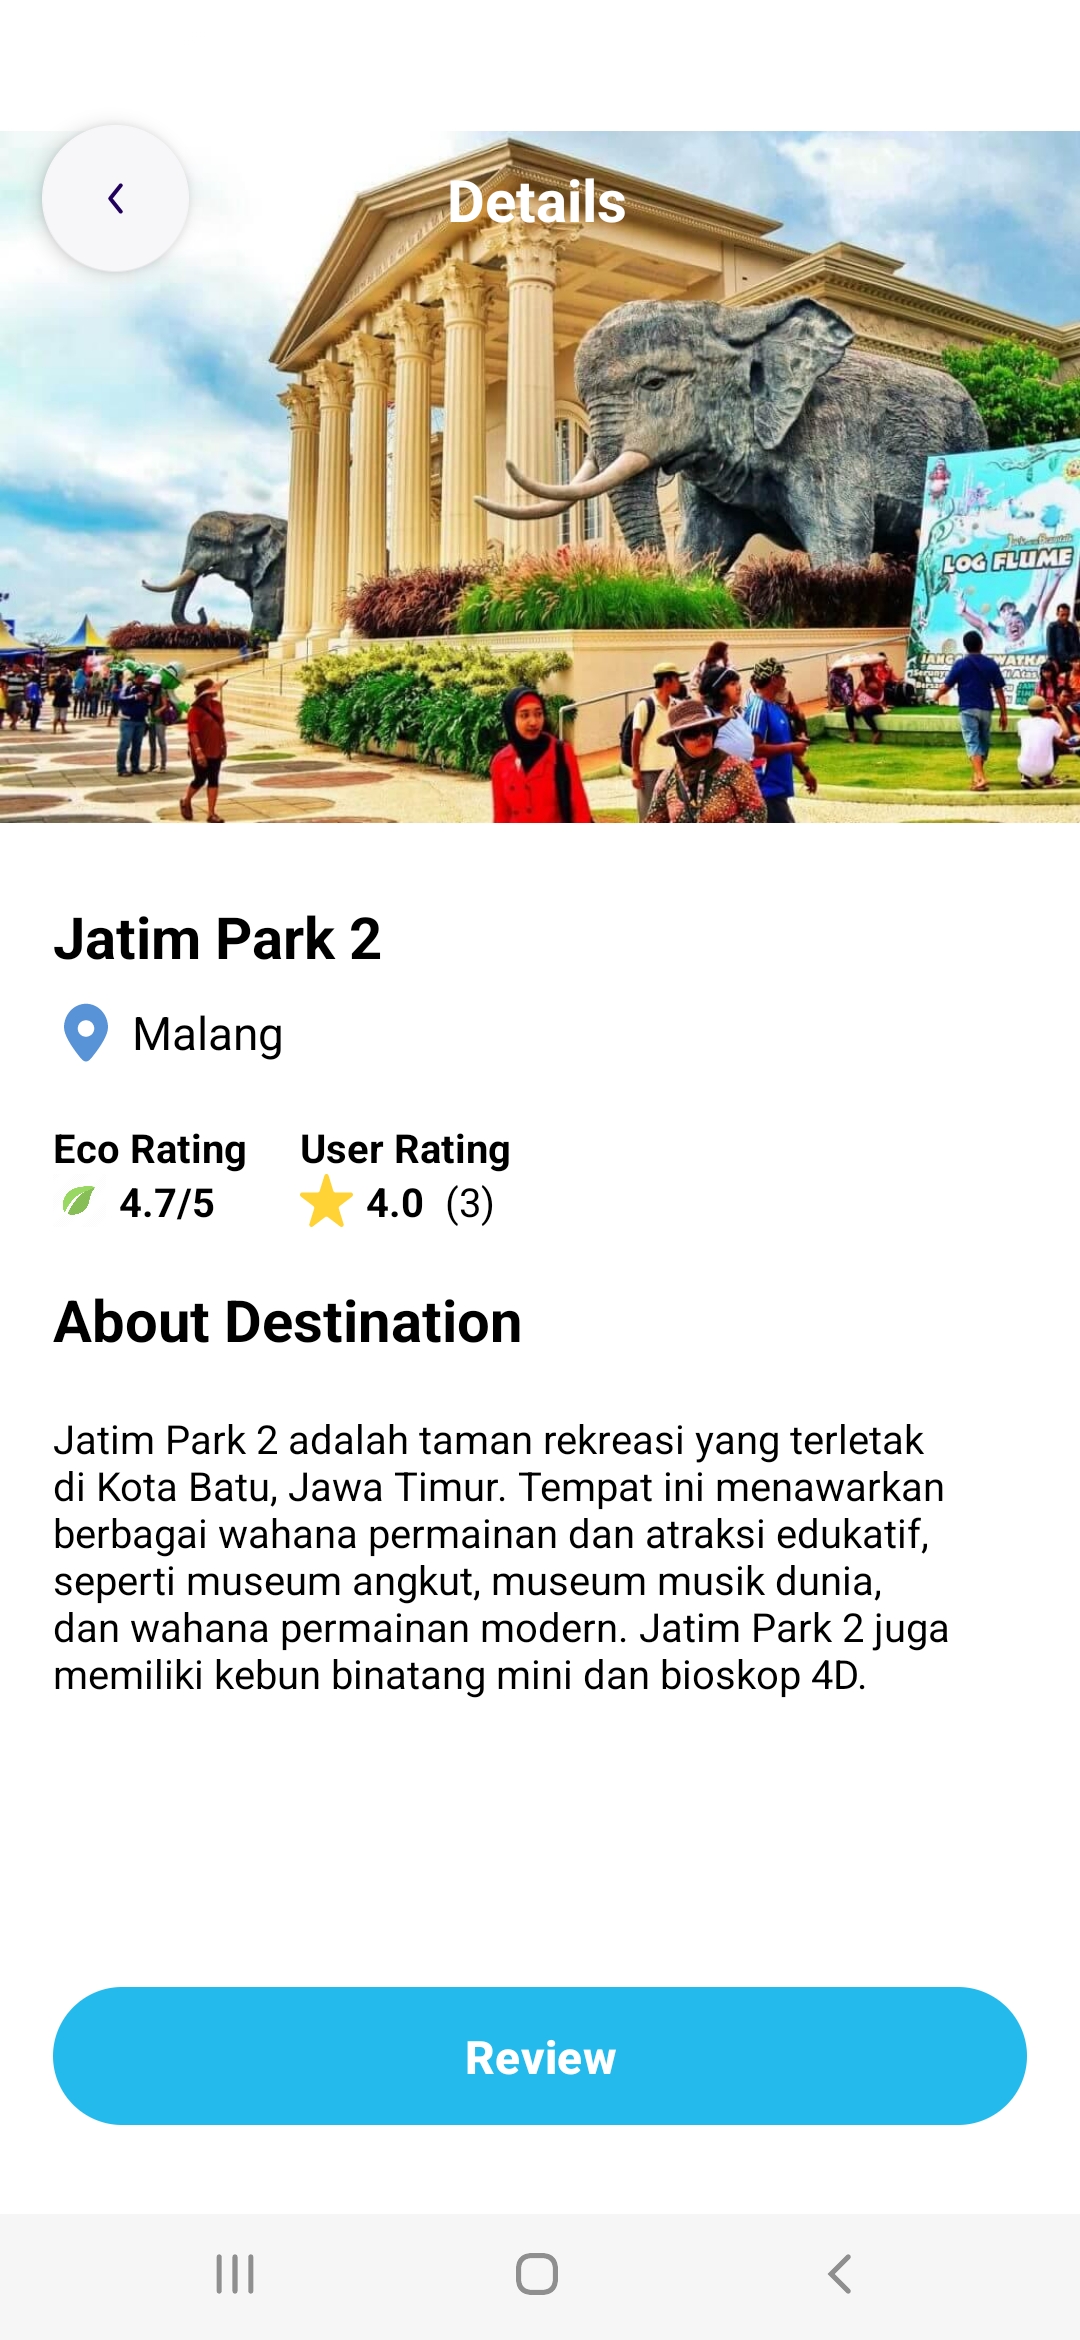 Details
LOG FLUME
Jatim Park 2
Malang
Eco Rating
User Rating
4.7/5
4.0 (3)
About Destination
Jatim Park 2 adalah taman rekreasi yang terletak
di Kota Batu, Jawa Timur. Tempat ini menawarkan
berbagai wahana permainan dan atraksi edukatif,
seperti museum angkut, museum musik dunia,
dan wahana permainan modern. Jatim Park 2 juga
memiliki kebun binatang mini dan bioskop 4D.
Review